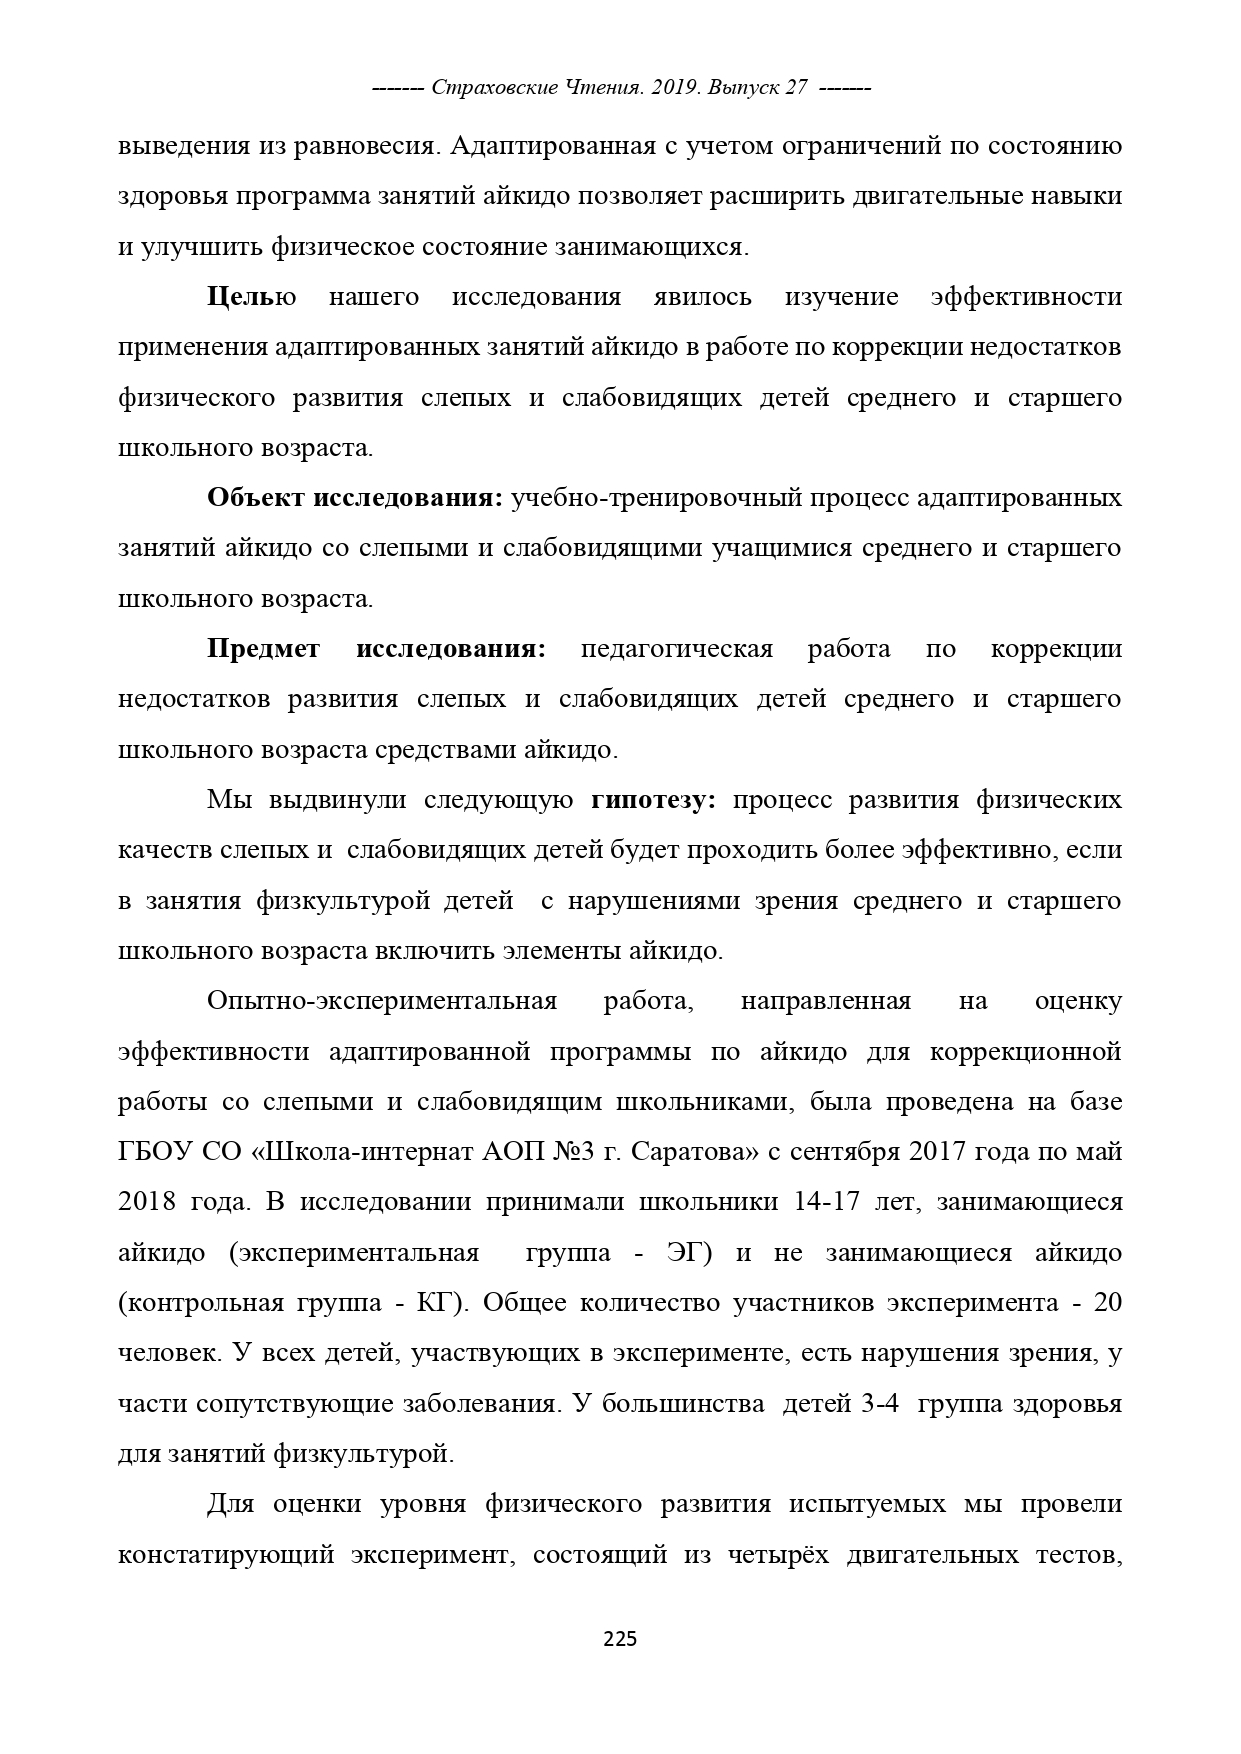 ------- Страховские Чтения. 2019. Выпуск 27 -------
выведения из равновесия. Адаптированная с учетом ограничений по состоянию
здоровья программа занятий айкидо позволяет расширить двигательные навыки
и улучшить физическое состояние занимающихся.
Целью нашего исследования явилось изучение эффективности
применения адаптированных занятий айкидо в работе по коррекции недостатков
физического развития слепых и слабовидящих детей среднего и старшего
школьного возраста.
Объект исследования: учебно-тренировочный процесс адаптированных
занятий айкидо со слепыми и слабовидящими учащимися среднего и старшего
школьного возраста.
Предмет исследования: педагогическая работа по коррекции
недостатков развития слепых и слабовидящих детей среднего и старшего
школьного возраста средствами айкидо.
Мы выдвинули следующую гипотезу: процесс развития физических
качеств слепых и слабовидящих детей будет проходить более эффективно, если
в занятия физкультурой детей с нарушениями зрения среднего и старшего
школьного возраста включить элементы айкидо.
Опытно-экспериментальная работа, направленная на оценку
эффективности адаптированной программы по айкидо для коррекционной
работы со слепыми и слабовидящим школьниками, была проведена на базе
ГБОУ СО «Школа-интернат АОП №3 г. Саратова» с сентября 2017 года по май
2018 года. В исследовании принимали школьники 14-17 лет, занимающиеся
айкидо (экспериментальная группа - ЭГ) и не занимающиеся айкидо
(контрольная группа - КГ). Общее количество участников эксперимента - 20
человек. У всех детей, участвующих в эксперименте, есть нарушения зрения, у
части сопутствующие заболевания. У большинства детей 3-4 группа здоровья
для занятий физкультурой.
Для оценки уровня физического развития испытуемых мы провели
констатирующий эксперимент, состоящий из четырёх двигательных тестов,
225